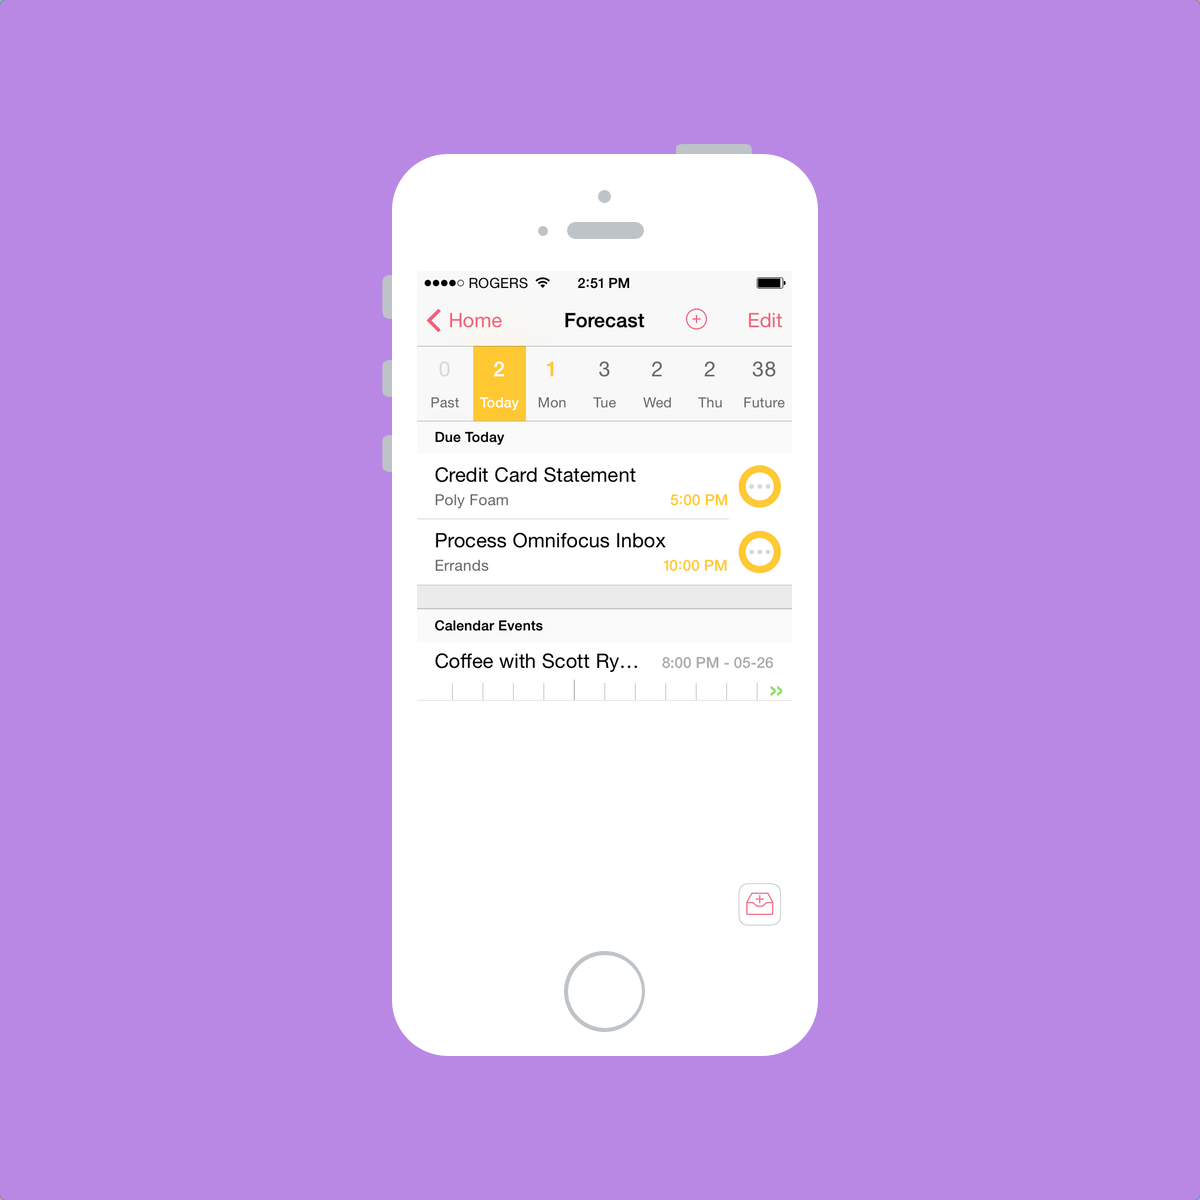 ROGERS 2:51 PM
Home Forecast Edit
0 2 1 3 2 2 38
Past Today Mon Tue Wed Thu Future
Due Today
Credit Card Statement
Poly Foam 5:00 PM
Process Omnifocus Inbox
Errands 10:00 PM
Calendar Events
Coffee with Scott Ry... 8:00 PM - 05-26